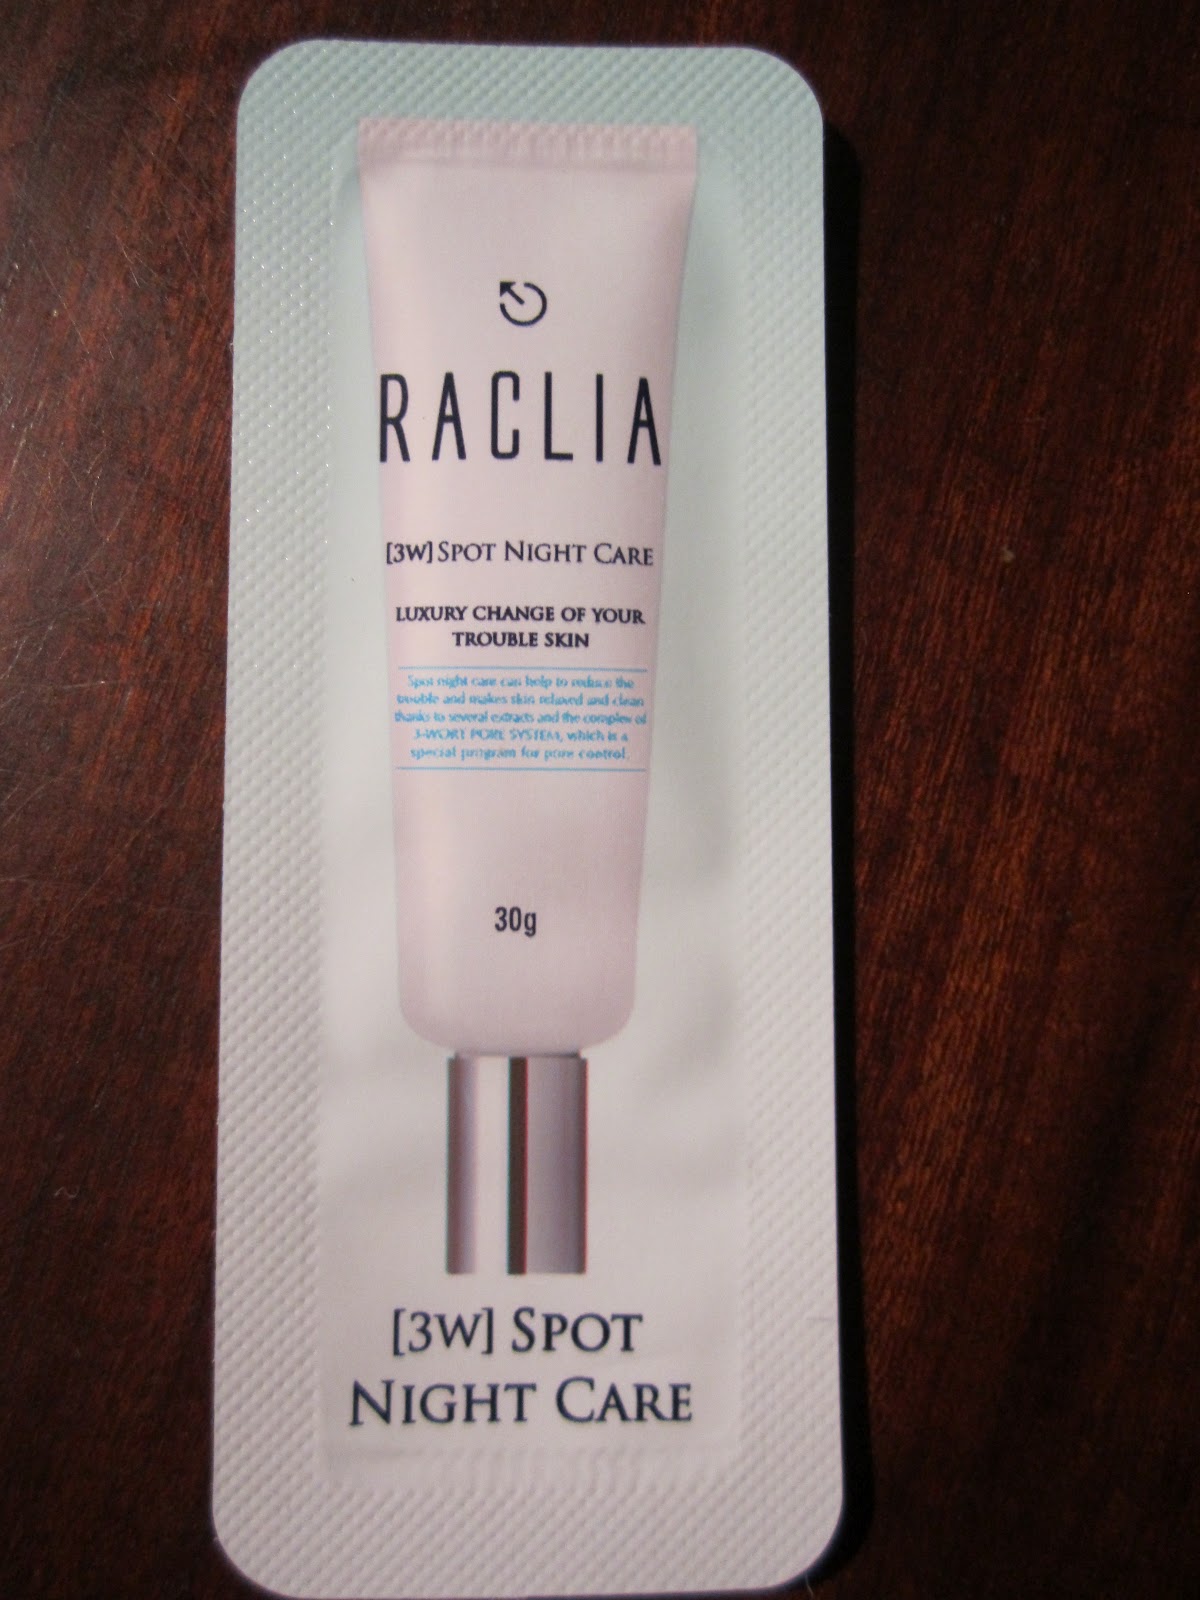 RACLIA
[3W] SPOT NIGHT CARE
LUXURY CHANGE OF YOUR
TROUBLE SKIN
Spot night care can help to reduce the
trouble and makes skin relaxed and clean
thanks to several extracts and the complex of
3-WORT PORE SYSTEM, which is a
special program for pore control.
30g
[3W] SPOT
NIGHT CARE